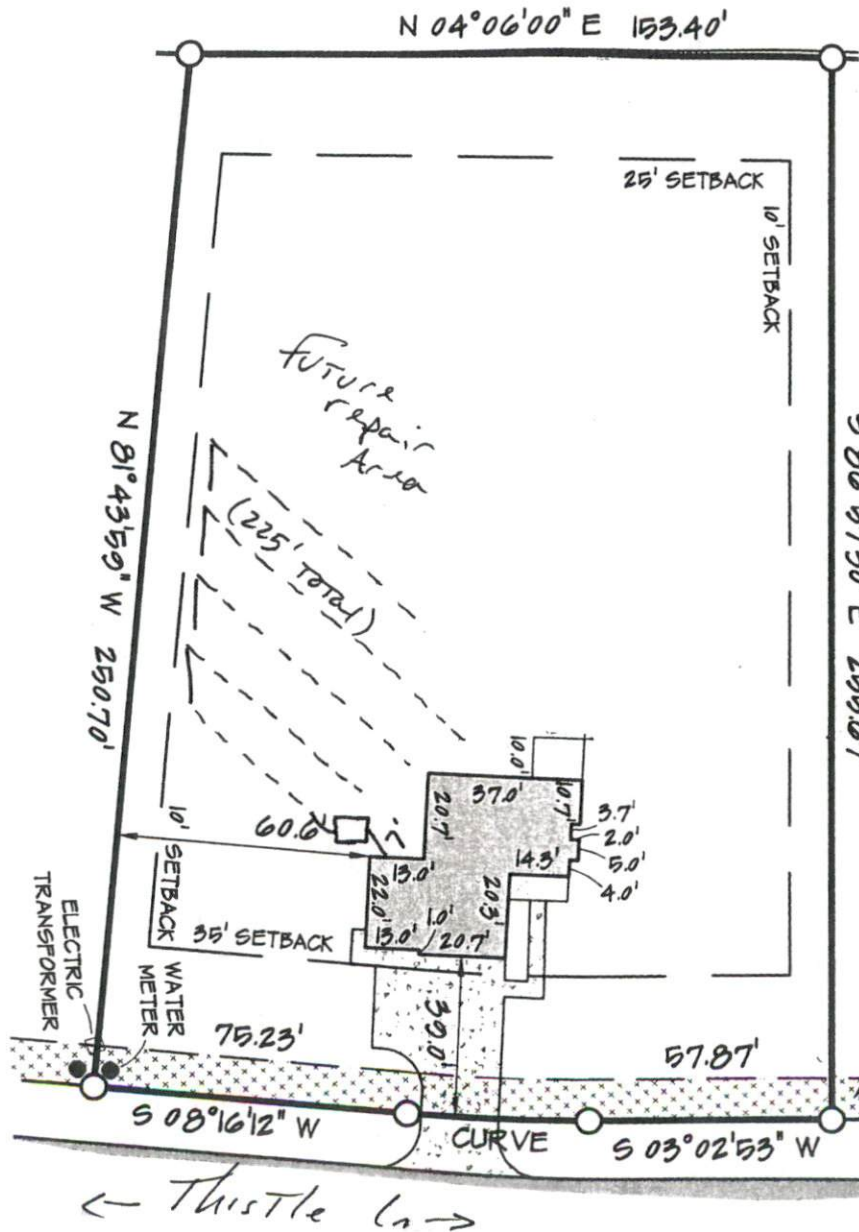 N 04°06'00" E 153.40'
25' SETBACK
10' SETBACK
Future
repair
Area
N 81°43'59" W 250.70'
(225' Total)
10.0'
37.0'
10.7'
3.7'
2.0'
5.0'
4.0'
20.7'
14.3'
60.6'
13.0'
22.0'
20.3'
13.0'
1.0'
20.7'
10' SETBACK
35' SETBACK
39.0'
ELECTRIC
TRANSFORMER
WATER
METER
75.23'
57.87'
S 08°16'12" W
CURVE
S 03°02'53" W
← Thistle Ln →